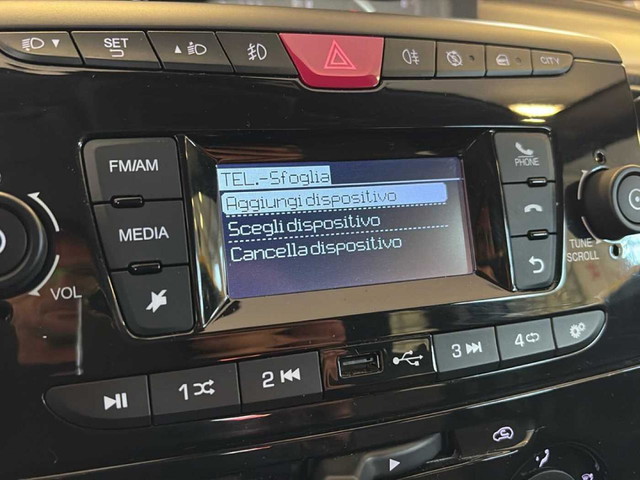 SET
CITY
FM/AM
MEDIA
VOL
TEL.-Sfoglia
Aggiungi dispositivo
Scegli dispositivo
Cancella dispositivo
PHONE
TUNE
SCROLL
1
2
3
4